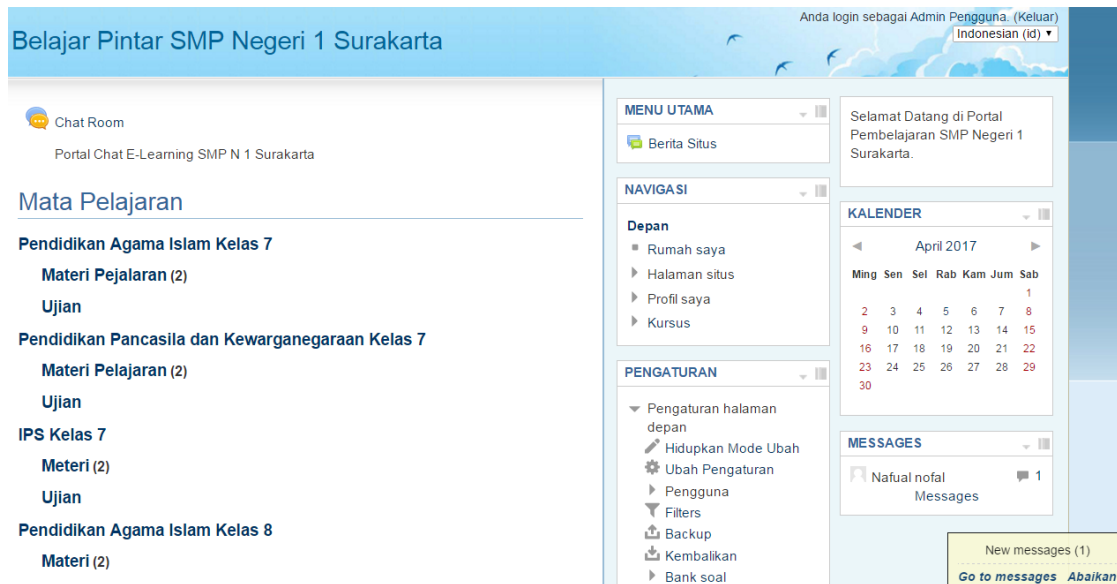 Anda login sebagai Admin Pengguna. (Keluar)
Belajar Pintar SMP Negeri 1 Surakarta
Indonesian (id)
Chat Room
Portal Chat E-Learning SMP N 1 Surakarta
Mata Pelajaran
Pendidikan Agama Islam Kelas 7
Materi Pejalaran (2)
Ujian
Pendidikan Pancasila dan Kewarganegaraan Kelas 7
Materi Pelajaran (2)
Ujian
IPS Kelas 7
Meteri (2)
Ujian
Pendidikan Agama Islam Kelas 8
Materi (2)
MENU UTAMA
Berita Situs
NAVIGASI
Depan
Rumah saya
Halaman situs
Profil saya
Kursus
PENGATURAN
Pengaturan halaman
depan
Hidupkan Mode Ubah
Ubah Pengaturan
Pengguna
Filters
Backup
Kembalikan
Bank soal
Selamat Datang di Portal
Pembelajaran SMP Negeri 1
Surakarta.
KALENDER
April 2017
Ming Sen Sel Rab Kam Jum Sab
1
2 3 4 5 6 7 8
9 10 11 12 13 14 15
16 17 18 19 20 21 22
23 24 25 26 27 28 29
30
MESSAGES
Nafual nofal 1
Messages
New messages (1)
Go to messages Abaikan